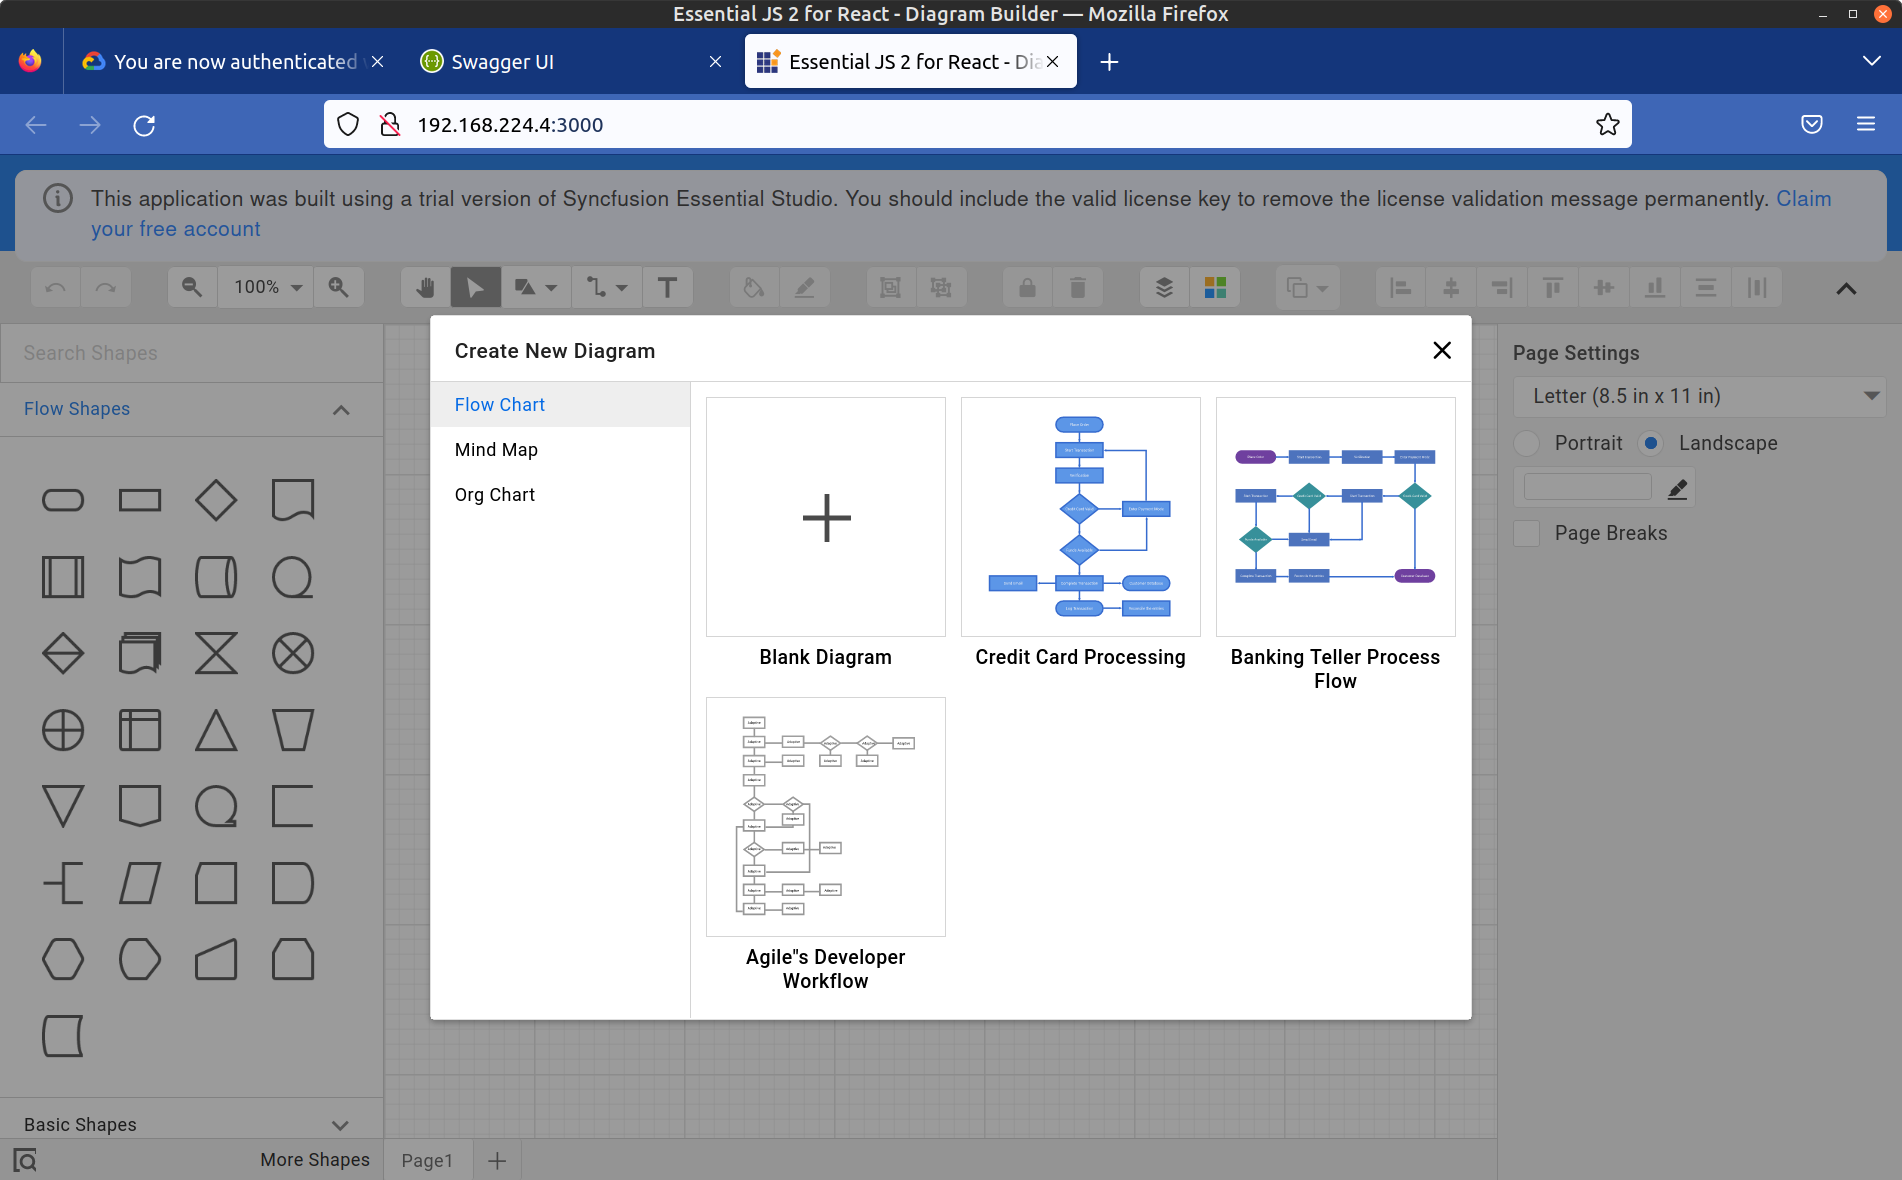 Essential JS 2 for React - Diagram Builder — Mozilla Firefox
You are now authenticated
Swagger UI
Essential JS 2 for React - Dia
192.168.224.4:3000
This application was built using a trial version of Syncfusion Essential Studio. You should include the valid license key to remove the license validation message permanently. Claim
your free account
100%
T
Search Shapes
Flow Shapes
Create New Diagram
Flow Chart
Mind Map
Org Chart
Blank Diagram
Credit Card Processing
Banking Teller Process
Flow
Agile"s Developer
Workflow
Page Settings
Letter (8.5 in x 11 in)
Portrait
Landscape
Page Breaks
Basic Shapes
More Shapes
Page1